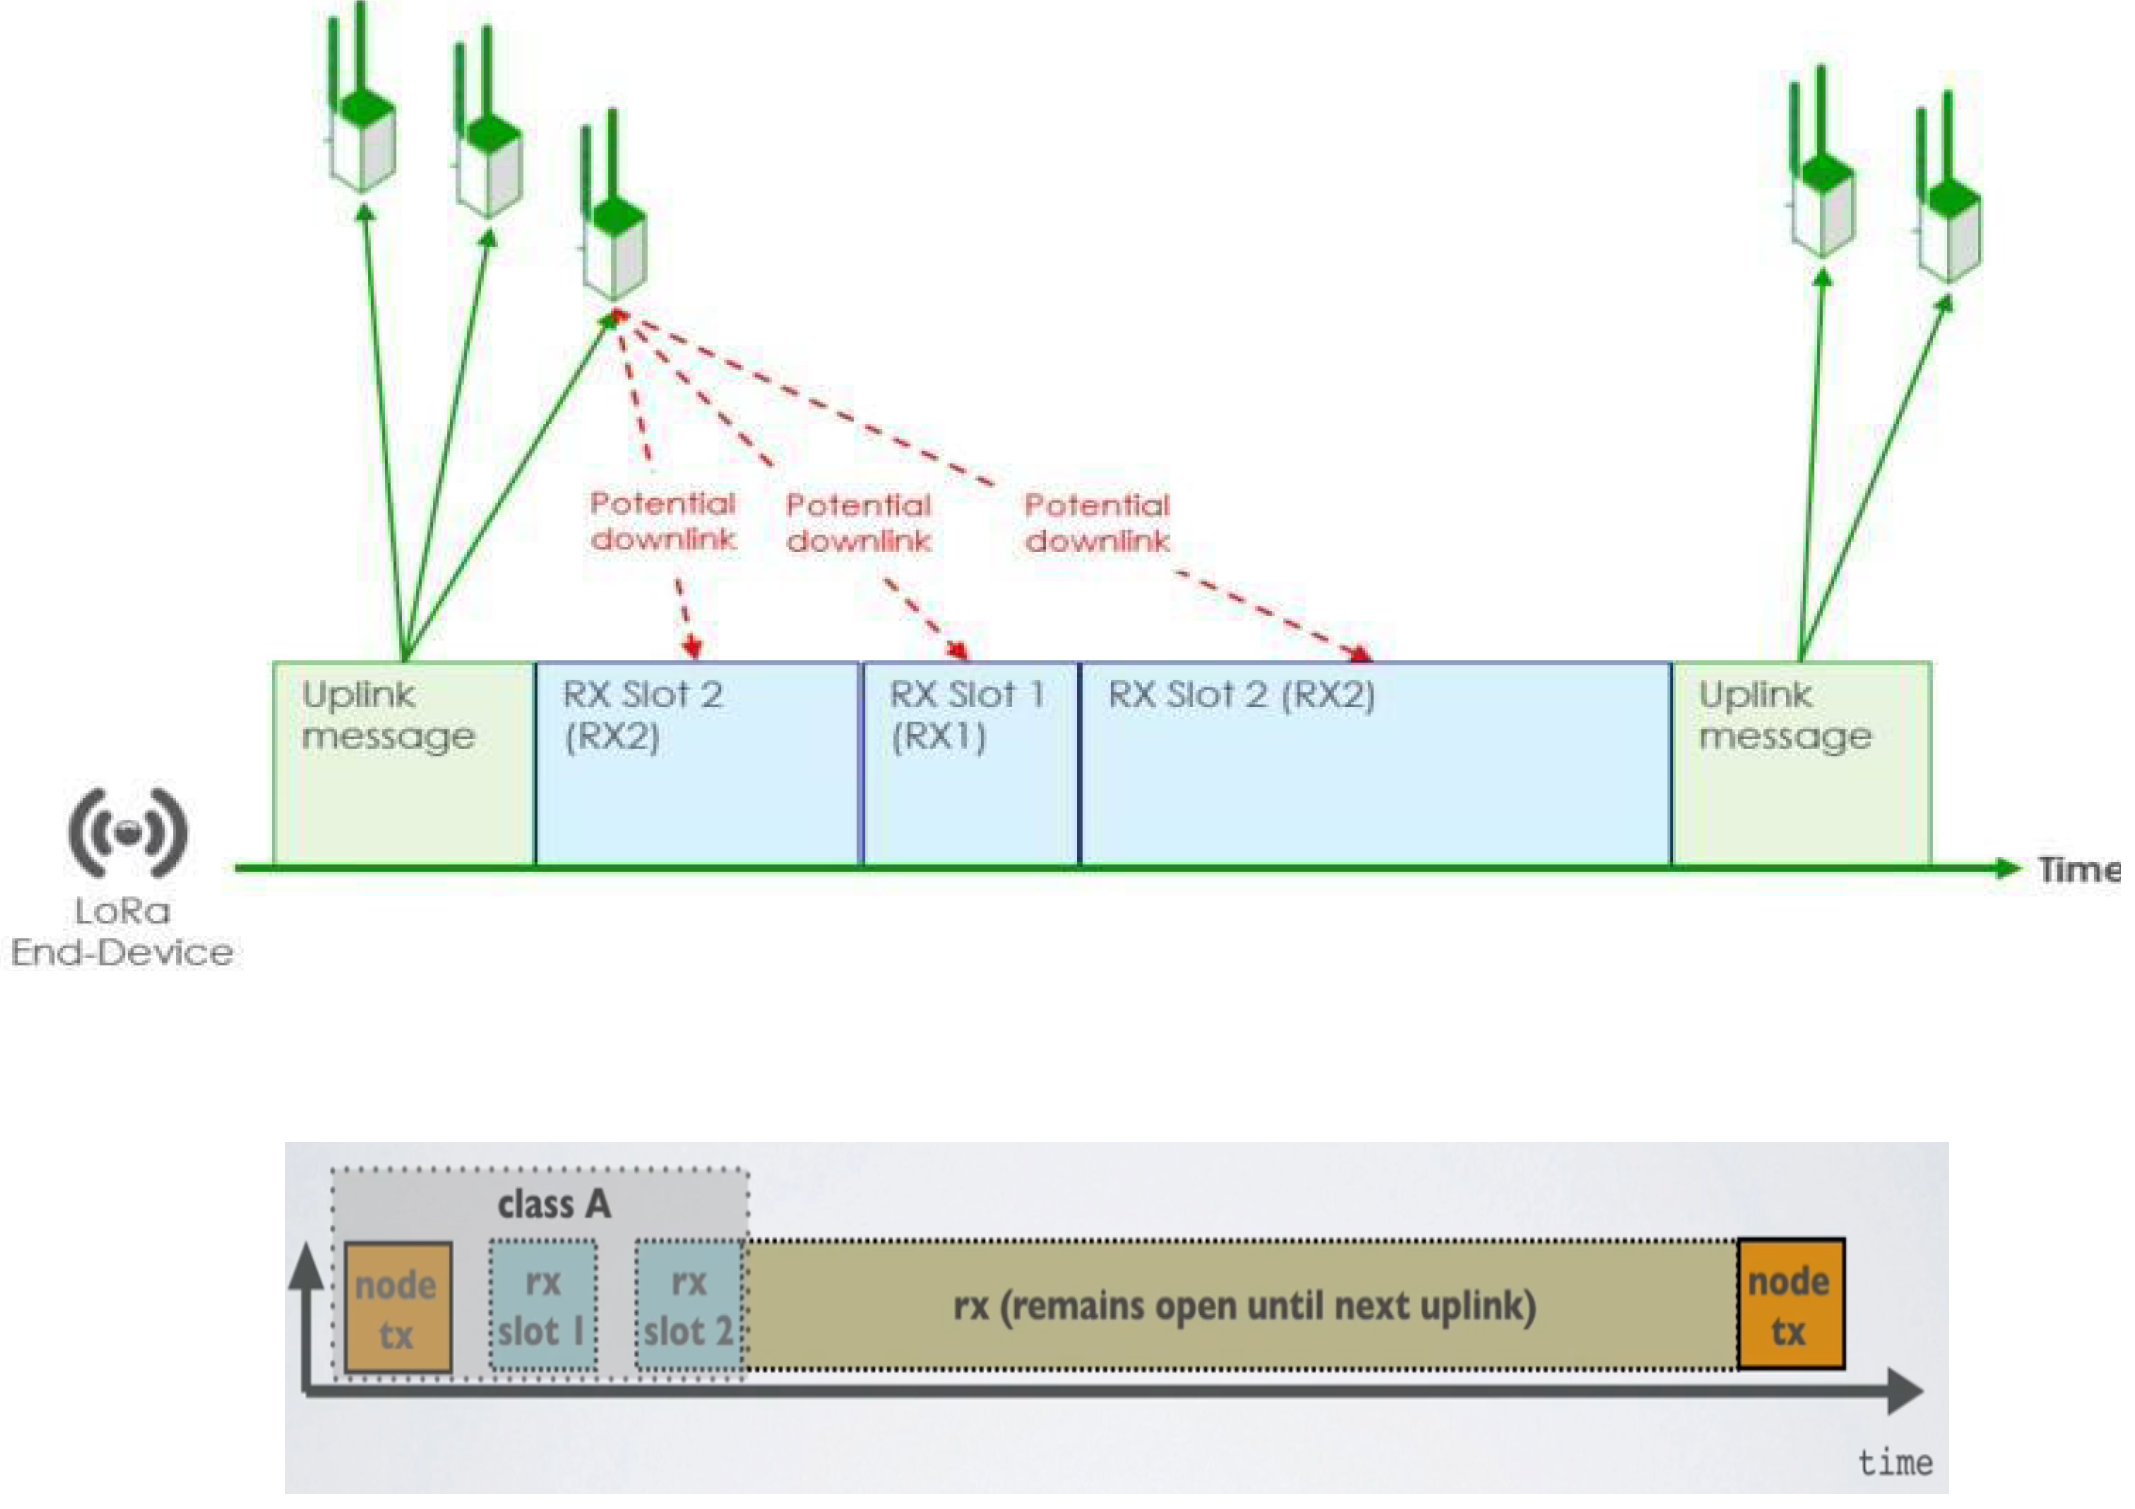 Potential
downlink
Potential
downlink
Potential
downlink
Uplink
message
RX Slot 2
(RX2)
RX Slot 1
(RX1)
RX Slot 2 (RX2)
Uplink
message
Time
LoRa
End-Device
class A
node
tx
rx
slot 1
rx
slot 2
rx (remains open until next uplink)
node
tx
time